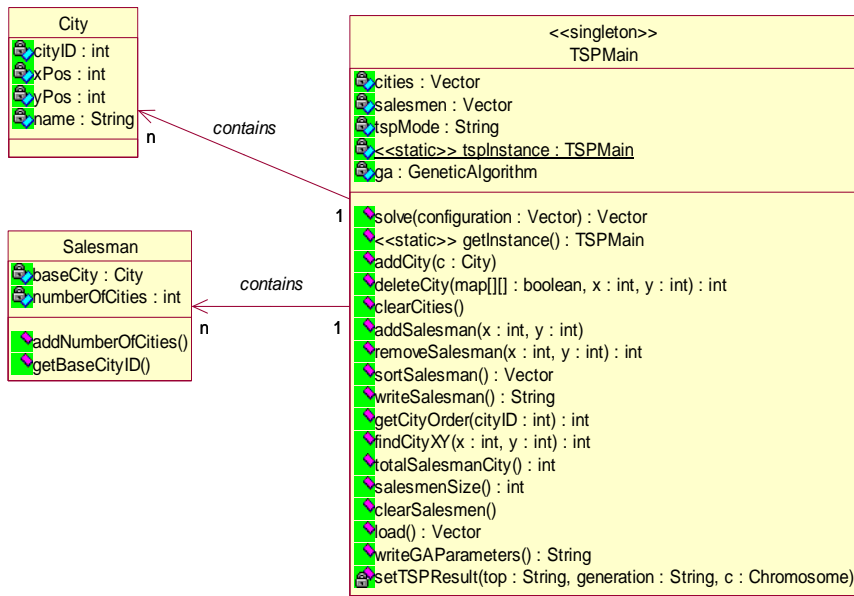 City
cityID : int
xPos : int
yPos : int
name : String
n
contains
1
Salesman
baseCity : City
numberOfCities : int
addNumberOfCities()
getBaseCityID()
n
contains
1
<<singleton>>
TSPMain
cities : Vector
salesmen : Vector
tspMode : String
<<static>> tspInstance : TSPMain
ga : GeneticAlgorithm
solve(configuration : Vector) : Vector
<<static>> getInstance() : TSPMain
addCity(c : City)
deleteCity(map[][] : boolean, x : int, y : int) : int
clearCities()
addSalesman(x : int, y : int)
removeSalesman(x : int, y : int) : int
sortSalesman() : Vector
writeSalesman() : String
getCityOrder(cityID : int) : int
findCityXY(x : int, y : int) : int
totalSalesmanCity() : int
salesmenSize() : int
clearSalesmen()
load() : Vector
writeGAParameters() : String
setTSPResult(top : String, generation : String, c : Chromosome)